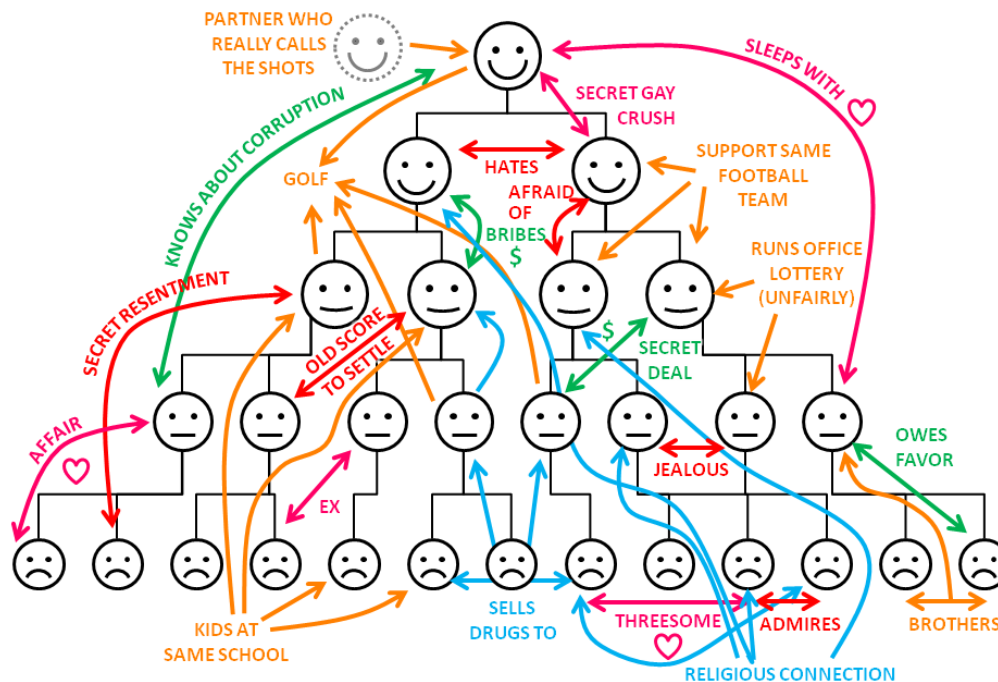 PARTNER WHO
REALLY CALLS
THE SHOTS
SLEEPS WITH
SECRET GAY
CRUSH
KNOWS ABOUT CORRUPTION
GOLF
HATES
SUPPORT SAME
FOOTBALL
TEAM
AFRAID
OF
BRIBES
$
RUNS OFFICE
LOTTERY
(UNFAIRLY)
SECRET RESENTMENT
OLD SCORE
TO SETTLE
$
SECRET
DEAL
AFFAIR
JEALOUS
OWES
FAVOR
EX
KIDS AT
SAME SCHOOL
SELLS
DRUGS TO
THREESOME
ADMIRES
BROTHERS
RELIGIOUS CONNECTION